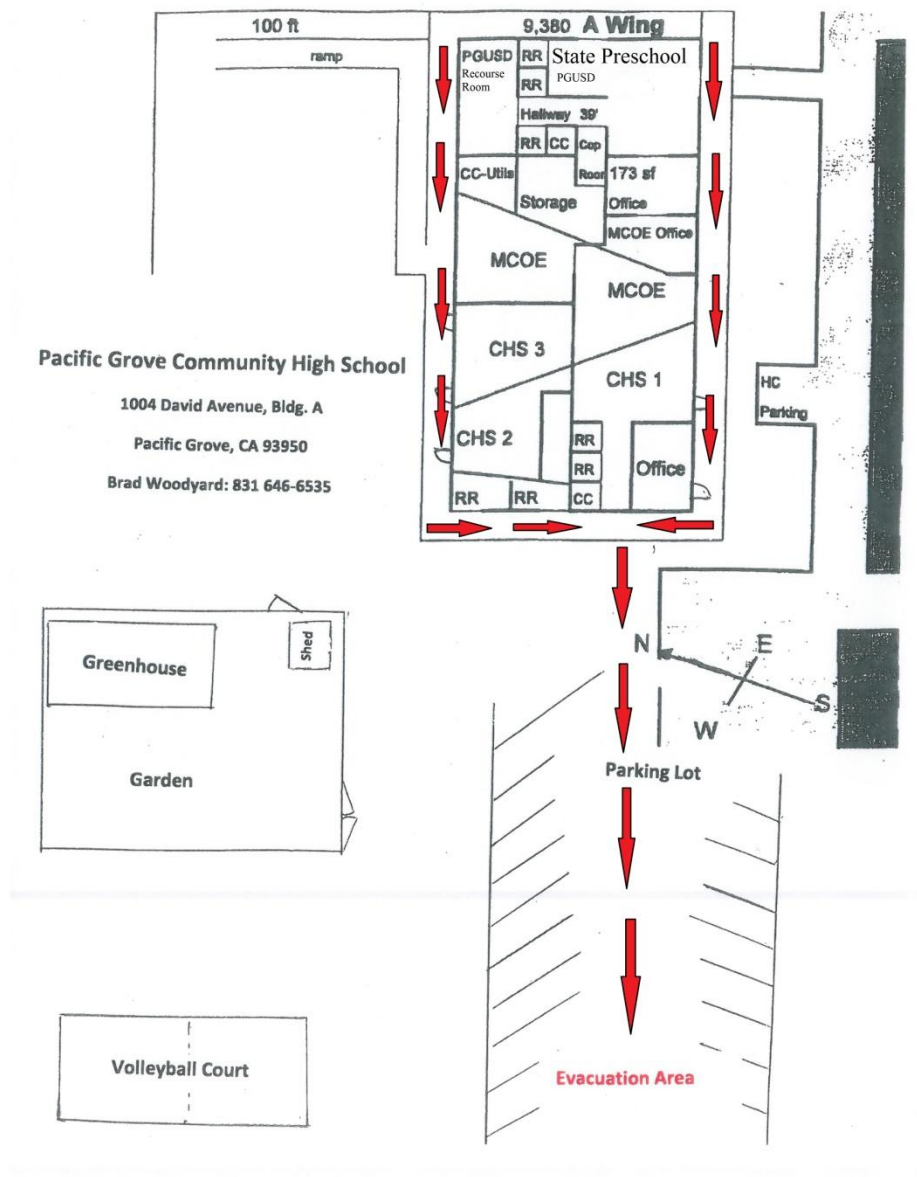 100 ft
9,380 A Wing
ramp
PGUSD
Recourse
Room
RR
State Preschool
PGUSD
RR
Hallway 39'
RR
CC
Cop
Room
CC-Utils
Storage
173 sf
Office
MCOE Office
MCOE
MCOE
CHS 3
CHS 1
CHS 2
RR
RR
CC
Office
RR
RR
HC
Parking
Pacific Grove Community High School
1004 David Avenue, Bldg. A
Pacific Grove, CA 93950
Brad Woodyard: 831 646-6535
N
E
S
W
Greenhouse
Shed
Garden
Parking Lot
Volleyball Court
Evacuation Area